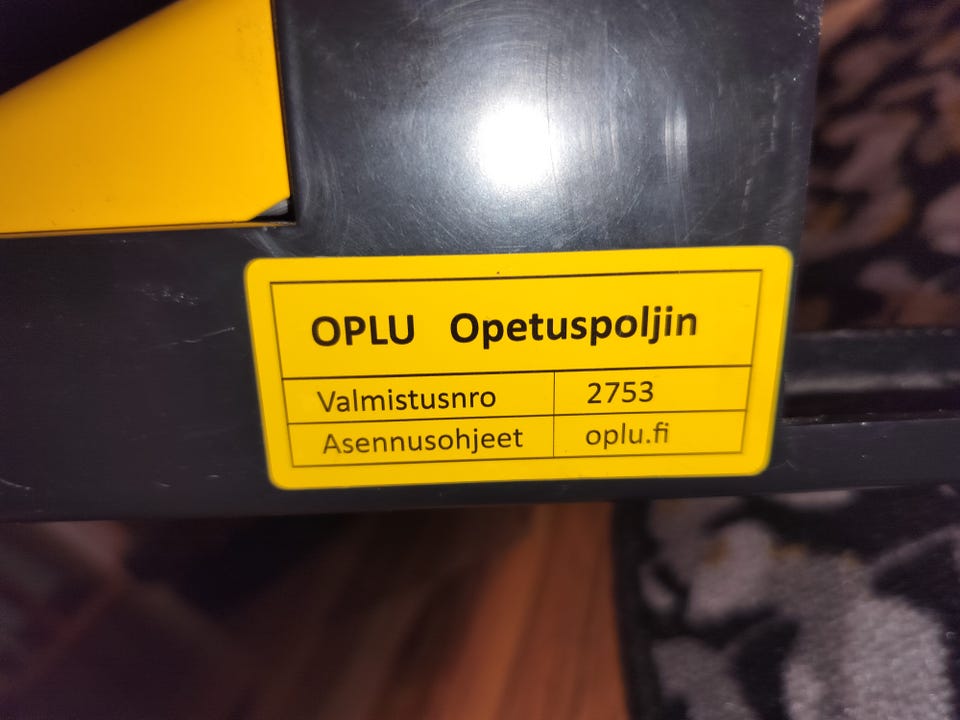 OPLU Opetuspoljin
Valmistusnro 2753
Asennusohjeet oplu.fi